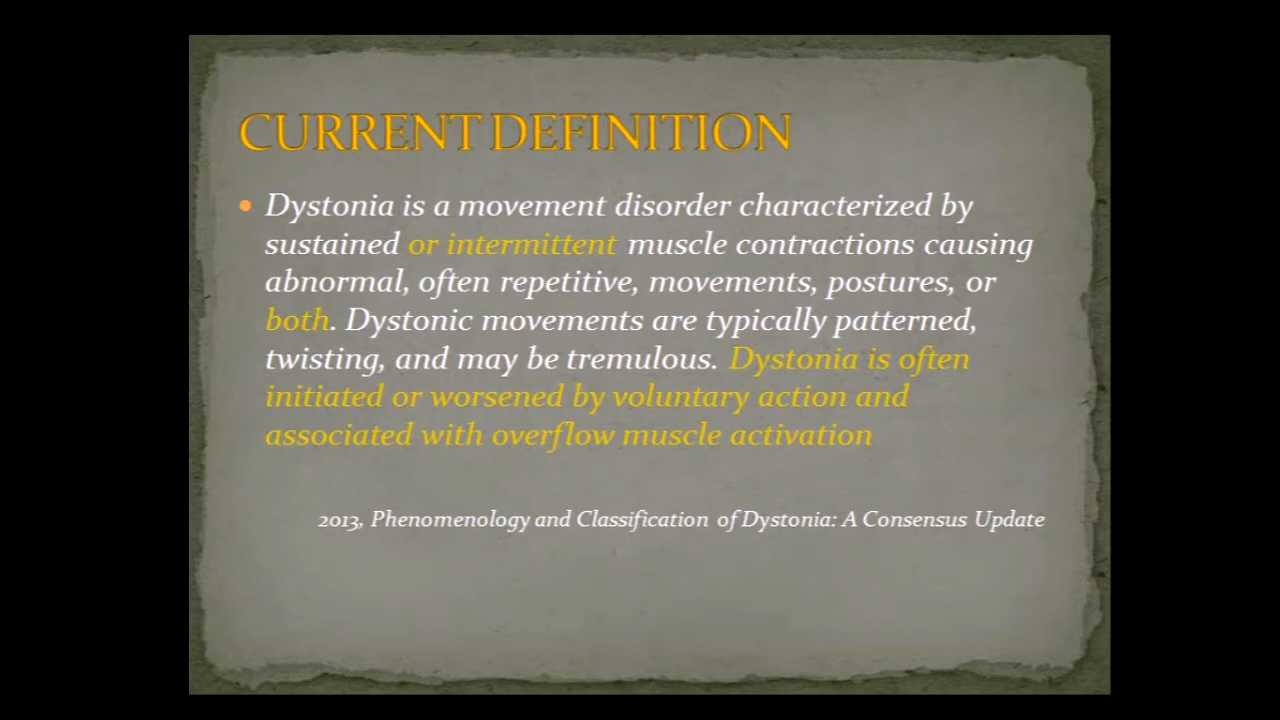 CURRENT DEFINITION
• Dystonia is a movement disorder characterized by
sustained or intermittent muscle contractions causing
abnormal, often repetitive, movements, postures, or
both. Dystonic movements are typically patterned,
twisting, and may be tremulous. Dystonia is often
initiated or worsened by voluntary action and
associated with overflow muscle activation
2013, Phenomenology and Classification of Dystonia: A Consensus Update